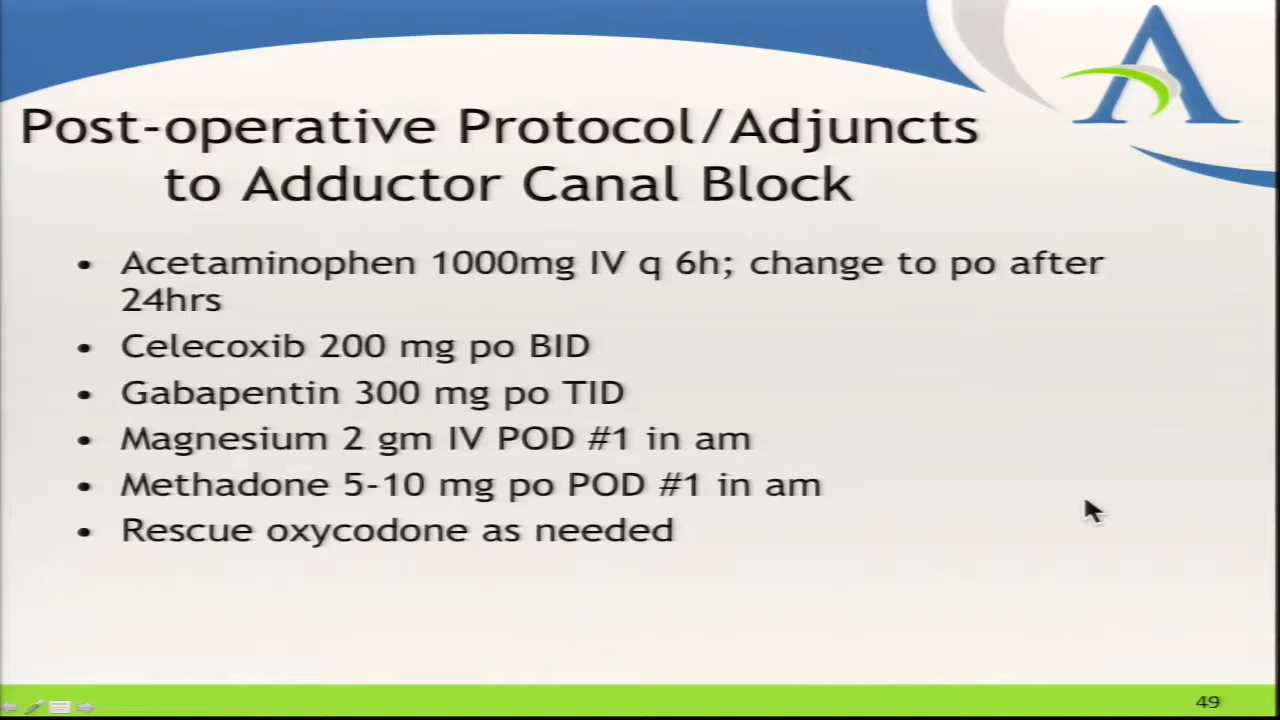 Post-operative Protocol/Adjuncts
to Adductor Canal Block
• Acetaminophen 1000mg IV q 6h; change to po after
24hrs
• Celecoxib 200 mg po BID
• Gabapentin 300 mg po TID
• Magnesium 2 gm IV POD #1 in am
• Methadone 5-10 mg po POD #1 in am
• Rescue oxycodone as needed
49
A